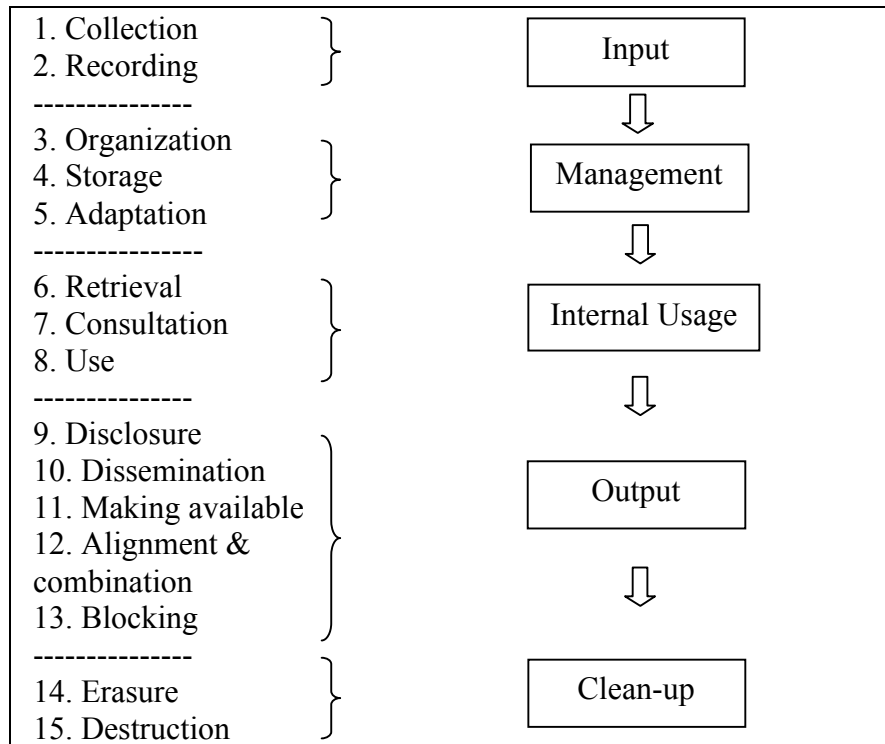 1. Collection
2. Recording
Input
---------------
3. Organization
4. Storage
5. Adaptation
Management
----------------
6. Retrieval
7. Consultation
8. Use
Internal Usage
---------------
9. Disclosure
10. Dissemination
11. Making available
12. Alignment &
combination
13. Blocking
Output
---------------
14. Erasure
15. Destruction
Clean-up